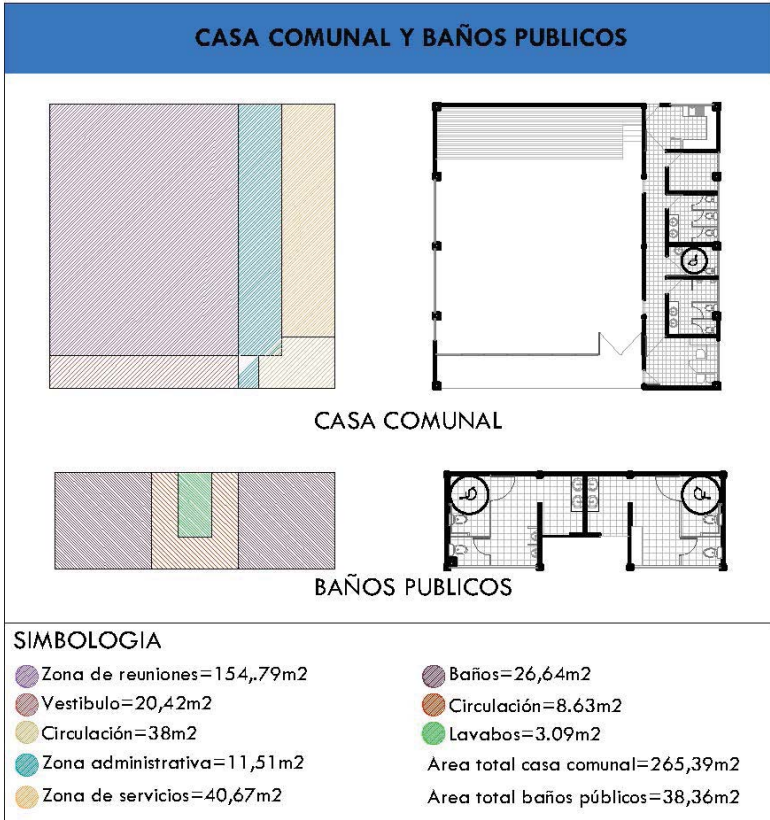 CASA COMUNAL Y BAÑOS PUBLICOS
CASA COMUNAL
BAÑOS PUBLICOS
SIMBOLOGIA
Zona de reuniones=154,.79m2
Vestibulo=20,42m2
Circulación=38m2
Zona administrativa=11,51m2
Zona de servicios=40,67m2
Baños=26,64m2
Circulación=8.63m2
Lavabos=3.09m2
Area total casa comunal=265,39m2
Area total baños públicos=38,36m2